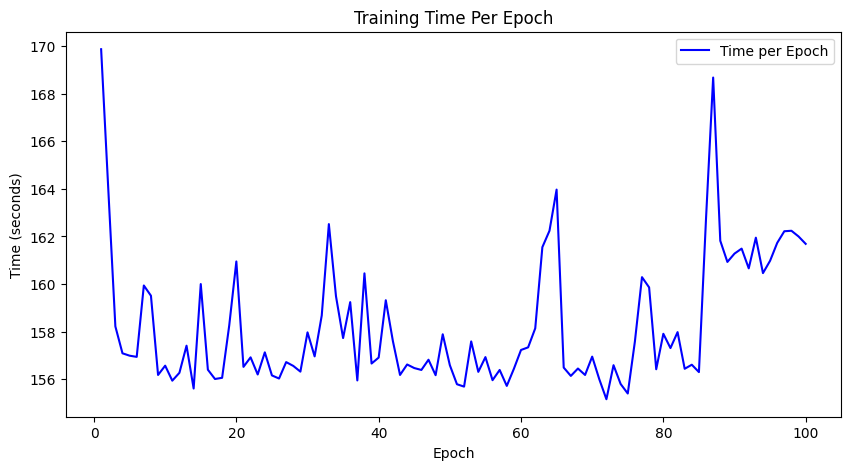 Training Time Per Epoch
Time per Epoch
Time (seconds)
170
168
166
164
162
160
158
156
0 20 40 60 80 100
Epoch